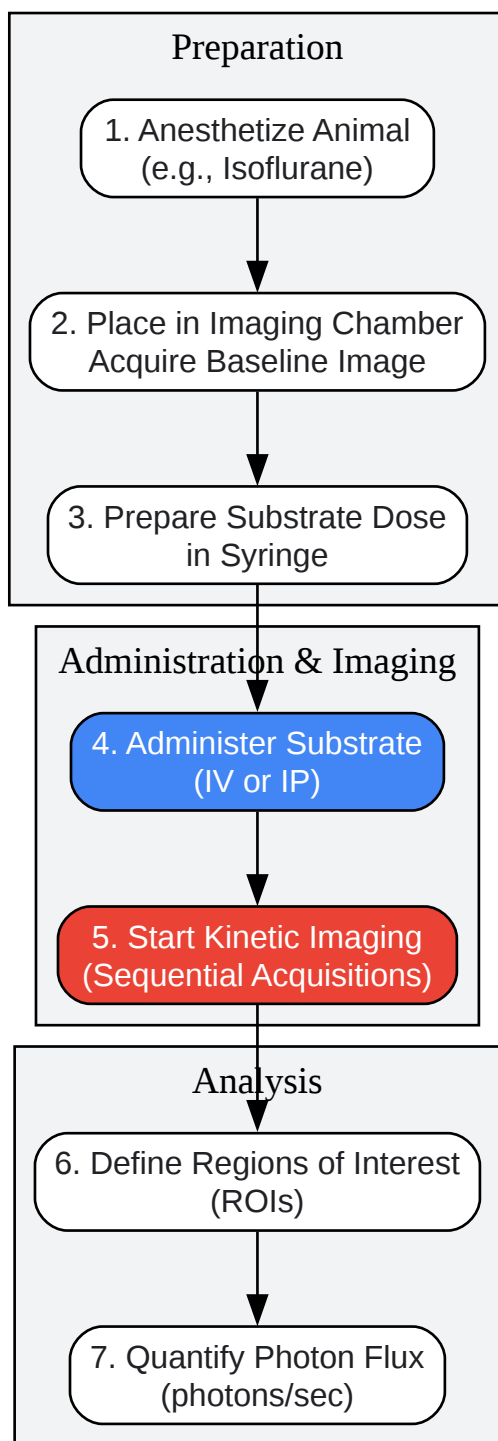 Preparation
1. Anesthetize Animal
(e.g., Isoflurane)
2. Place in Imaging Chamber
Acquire Baseline Image
3. Prepare Substrate Dose
in Syringe
Administration & Imaging
4. Administer Substrate
(IV or IP)
5. Start Kinetic Imaging
(Sequential Acquisitions)
Analysis
6. Define Regions of Interest
(ROIs)
7. Quantify Photon Flux
(photons/sec)